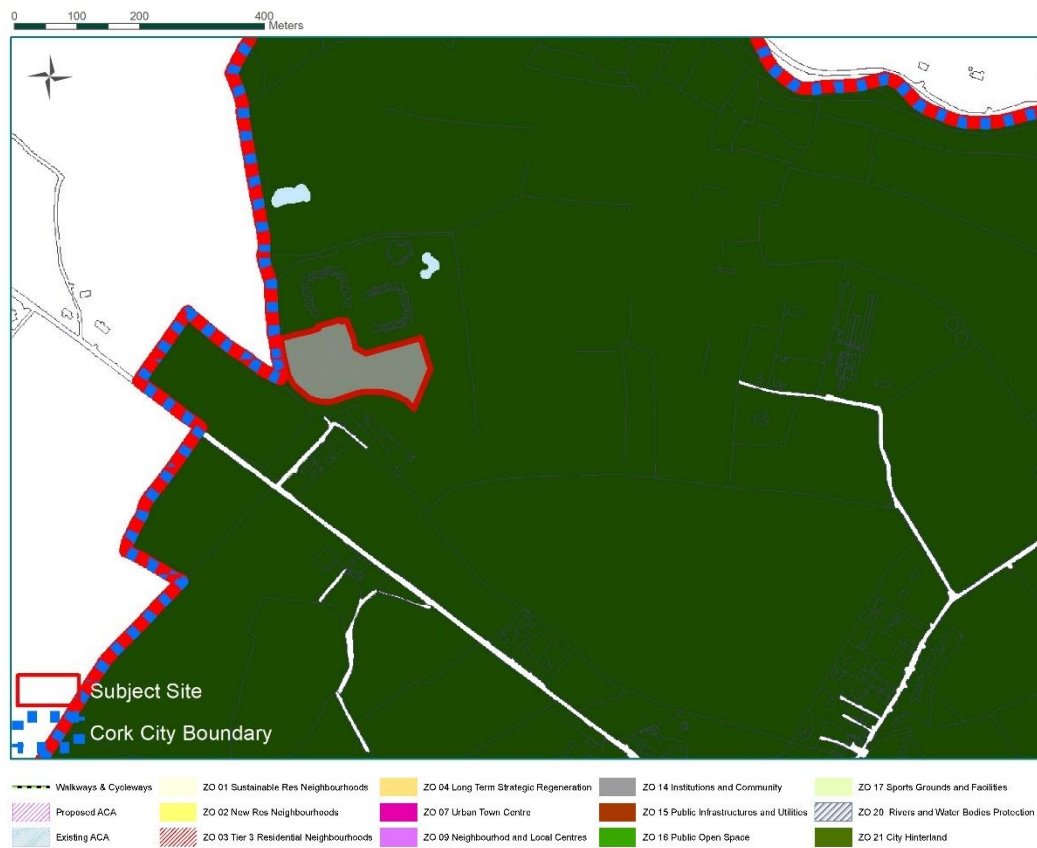 0 100 200 400
Meters
Subject Site
Cork City Boundary
Walkways & Cycleways ZO 01 Sustainable Res Neighbourhoods ZO 04 Long Term Strategic Regeneration ZO 14 Institutions and Community ZO 17 Sports Grounds and Facilities
Proposed ACA ZO 02 New Res Neighbourhoods ZO 07 Urban Town Centre ZO 15 Public Infrastructures and Utilities ZO 20 Rivers and Water Bodies Protection
Existing ACA ZO 03 Tier 3 Residential Neighbourhoods ZO 09 Neighbourhod and Local Centres ZO 16 Public Open Space ZO 21 City Hinterland